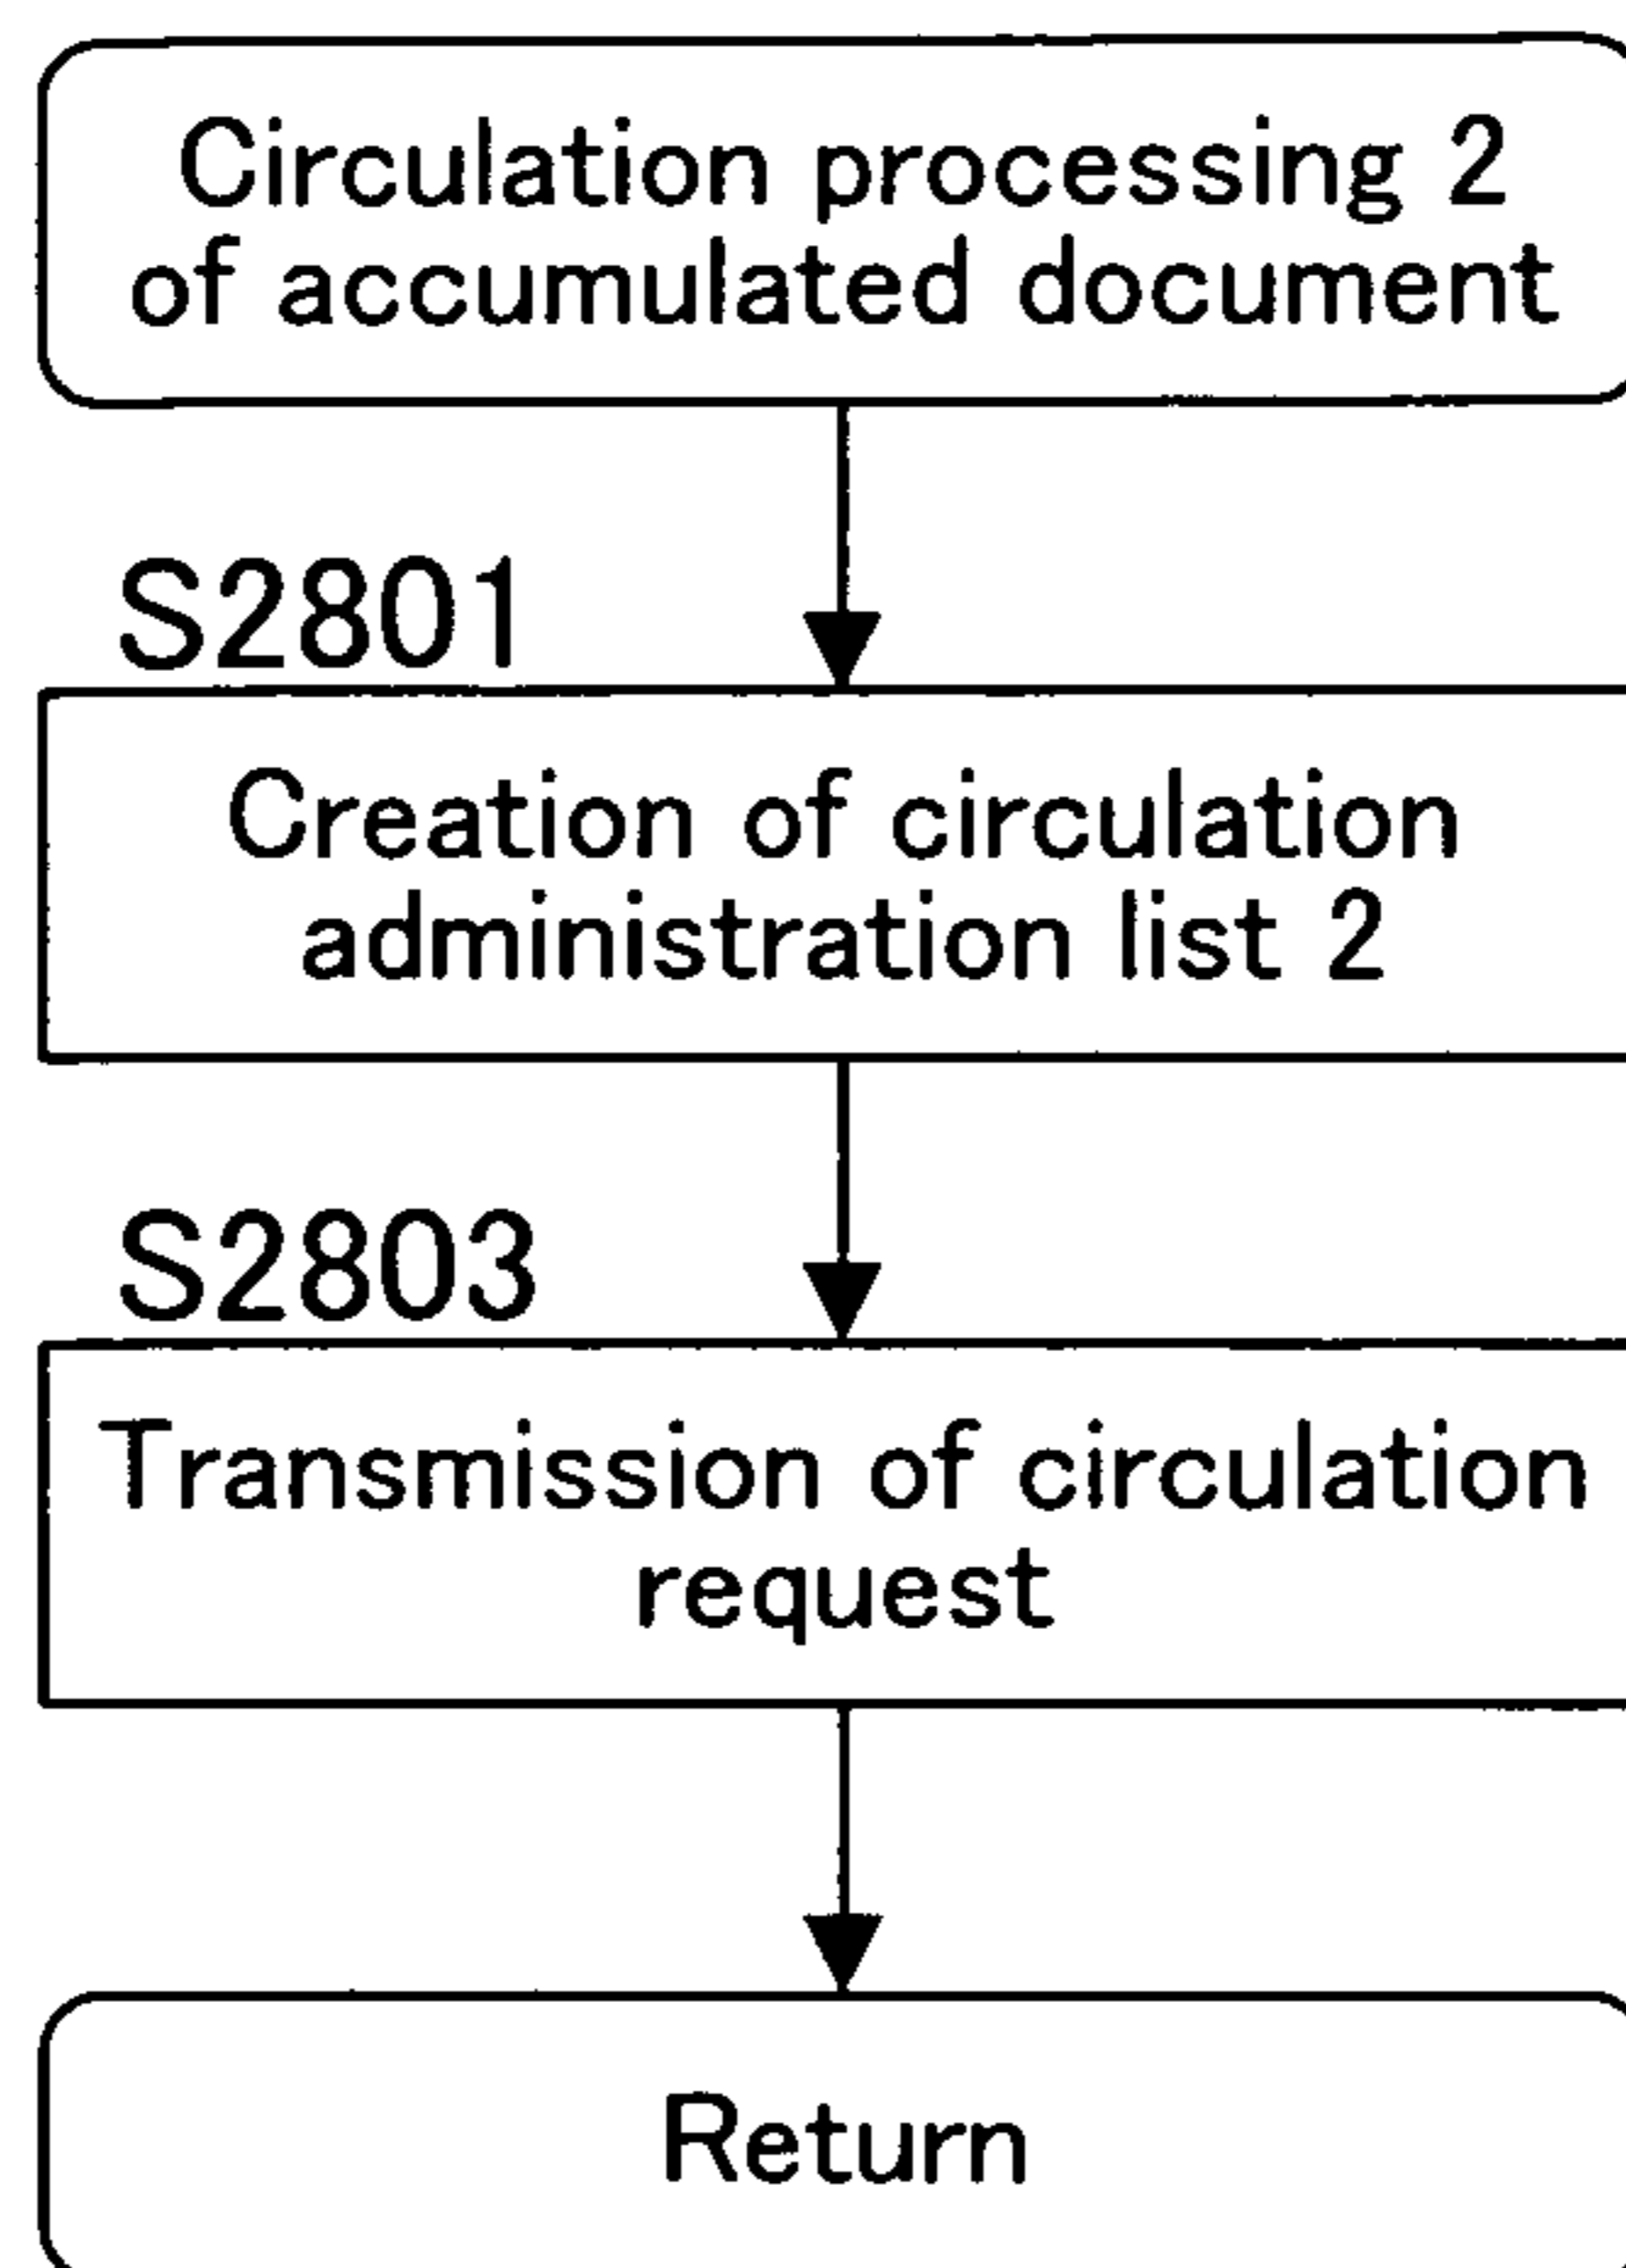 Circulation processing 2
of accumulated document
S2801
Creation of circulation
administration list 2
S2803
Transmission of circulation
request
Return